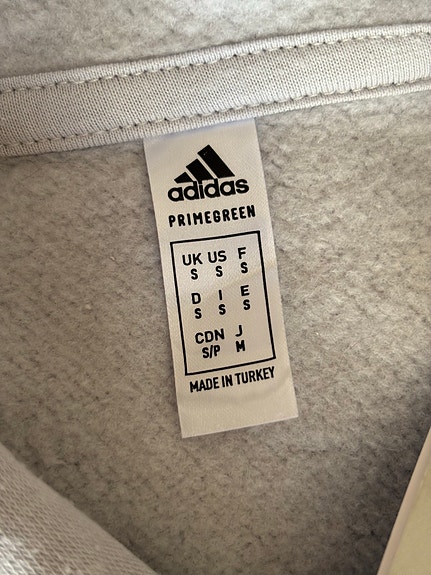 adidas
PRIMEGREEN
UK US F
S S S
D I E
S S S
CDN J
S/P M
MADE IN TURKEY